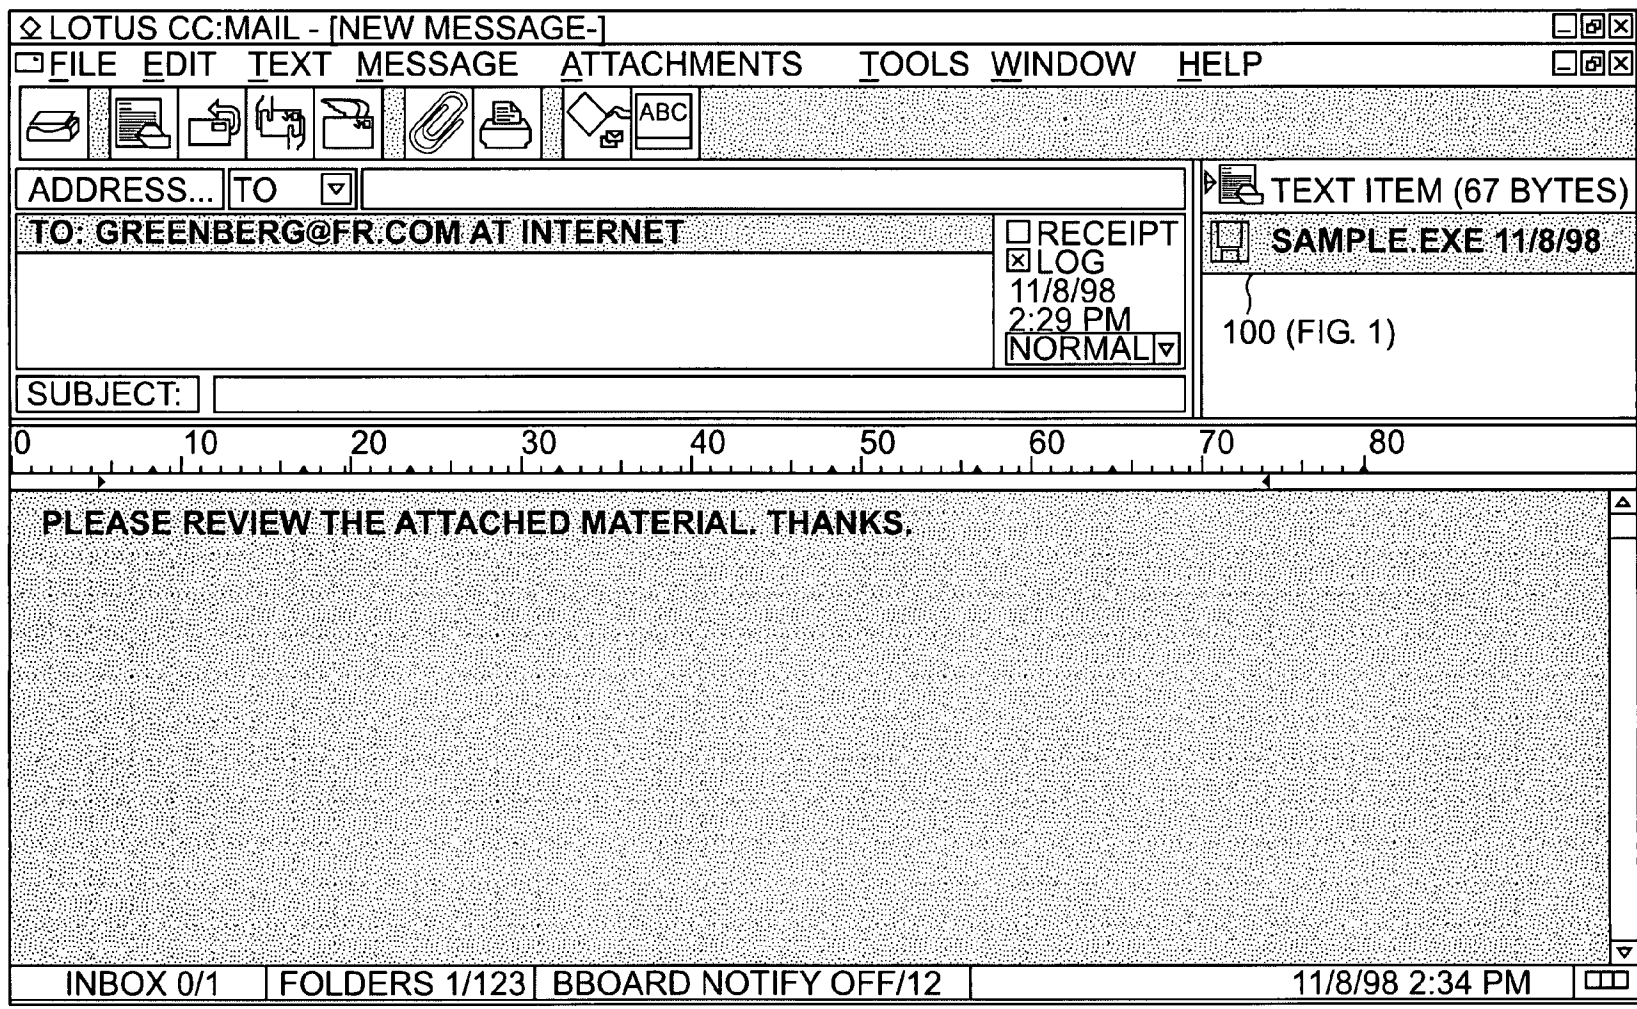 LOTUS CC:MAIL - [NEW MESSAGE-]
FILE EDIT TEXT MESSAGE ATTACHMENTS TOOLS WINDOW HELP
ABC
ADDRESS... TO
TO: GREENBERG@FR.COM AT INTERNET
RECEIPT
LOG
11/8/98
2:29 PM
NORMAL
TEXT ITEM (67 BYTES)
SAMPLE.EXE 11/8/98
100 (FIG. 1)
SUBJECT:
0 10 20 30 40 50 60 70 80
PLEASE REVIEW THE ATTACHED MATERIAL. THANKS.
INBOX 0/1 FOLDERS 1/123 BBOARD NOTIFY OFF/12 11/8/98 2:34 PM